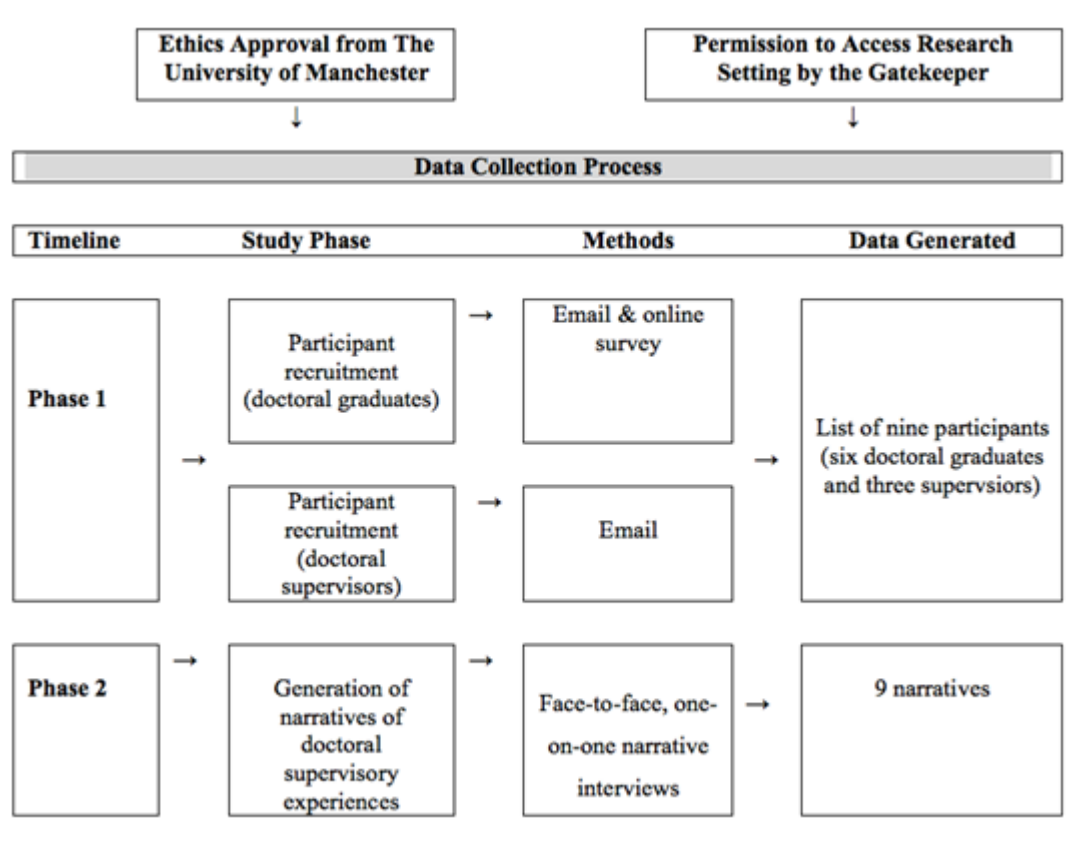 Ethics Approval from The
University of Manchester
Permission to Access Research
Setting by the Gatekeeper
↓
↓
Data Collection Process
Timeline
Study Phase
Methods
Data Generated
Phase 1
→
Participant
recruitment
(doctoral graduates)
→
Email & online
survey
Participant
recruitment
(doctoral
supervisors)
→
Email
→
List of nine participants
(six doctoral graduates
and three supervsiors)
Phase 2
→
Generation of
narratives of
doctoral
supervisory
experiences
→
Face-to-face, one-
on-one narrative
interviews
→
9 narratives